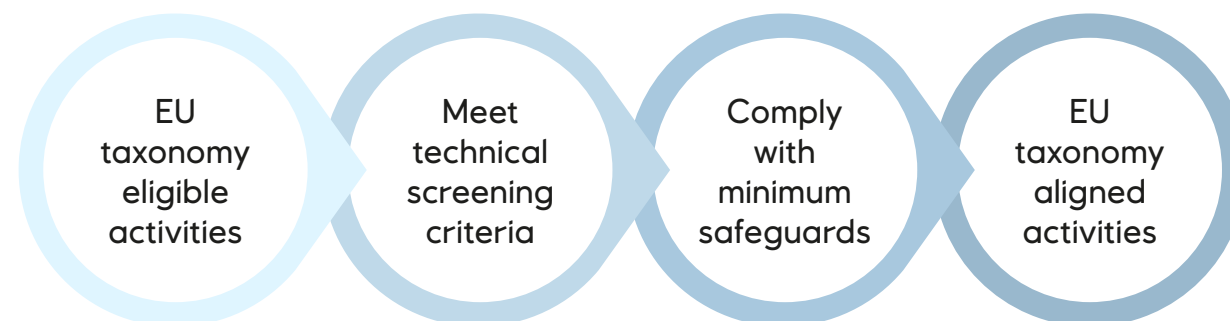 EU
taxonomy
eligible
activities
Meet
technical
screening
criteria
Comply
with
minimum
safeguards
EU
taxonomy
aligned
activities